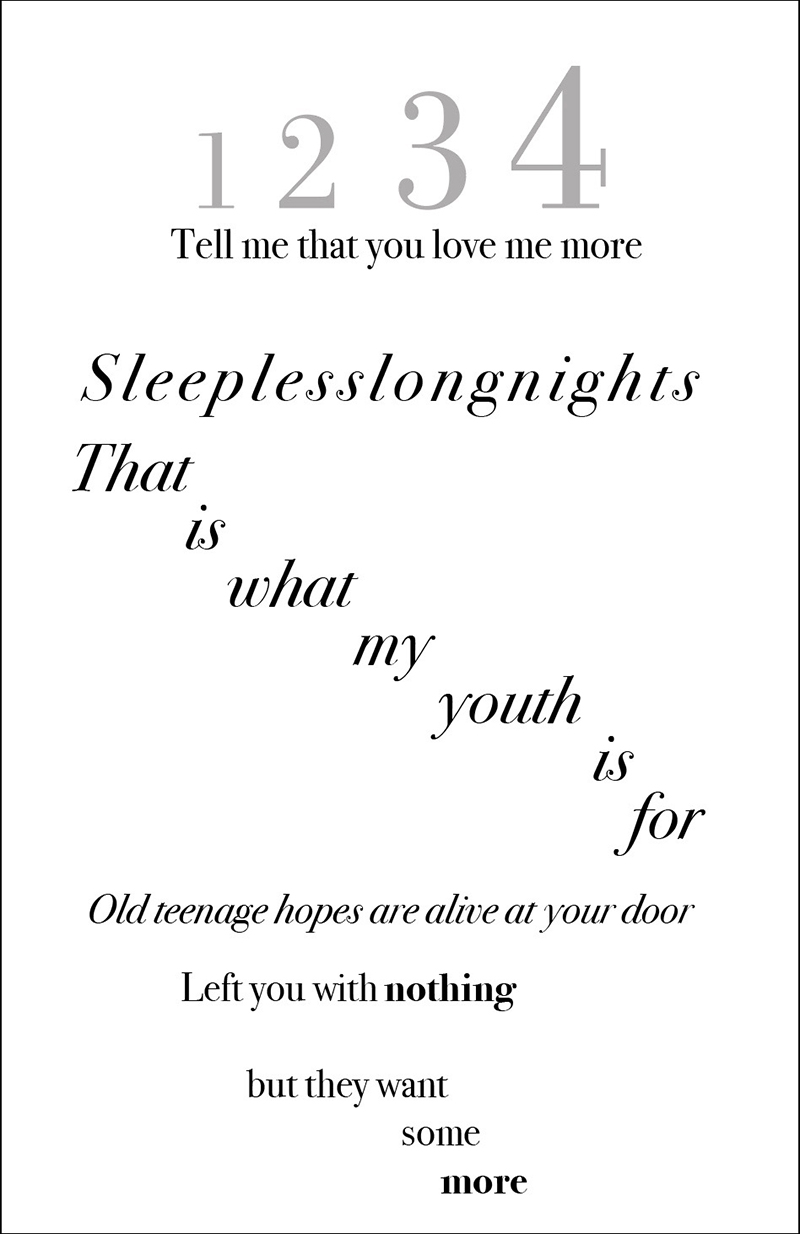 1 2 3 4
Tell me that you love me more
Sleeplesslongnights
That
is
what
my
youth
is
for
Old teenage hopes are alive at your door
Left you with nothing
but they want
some
more